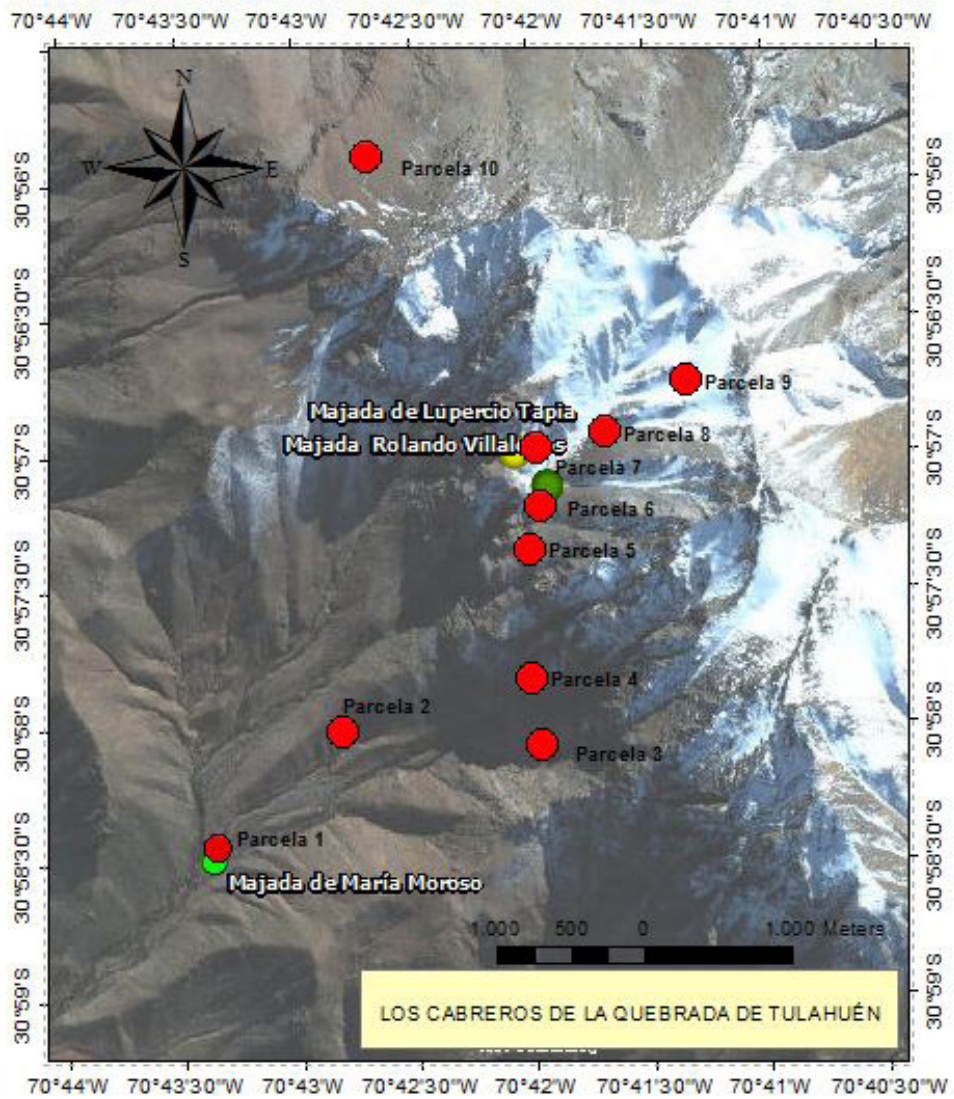 70°44'W 70°43'30"W 70°43'W 70°42'30"W 70°42'W 70°41'30"W 70°41'W 70°40'30"W
N
W E
S
30°56'S
30°56'S
Parcela 10
30°56'30"S
30°56'30"S
Parcela 9
Majada de Lupercio Tapia
Parcela 8
Majada Rolando
30°57'S
30°57'S
Parcela 7
Parcela 6
Parcela 5
30°57'30"S
30°57'30"S
Parcela 4
Parcela 2
30°58'S
30°58'S
Parcela 3
Parcela 1
30°58'30"S
30°58'30"S
Majada de María Moroso
1.000 500 0 1.000 Meters
30°59'S
30°59'S
LOS CABREROS DE LA QUEBRADA DE TULAHUÉN
70°44'W 70°43'30"W 70°43'W 70°42'30"W 70°42'W 70°41'30"W 70°41'W 70°40'30"W